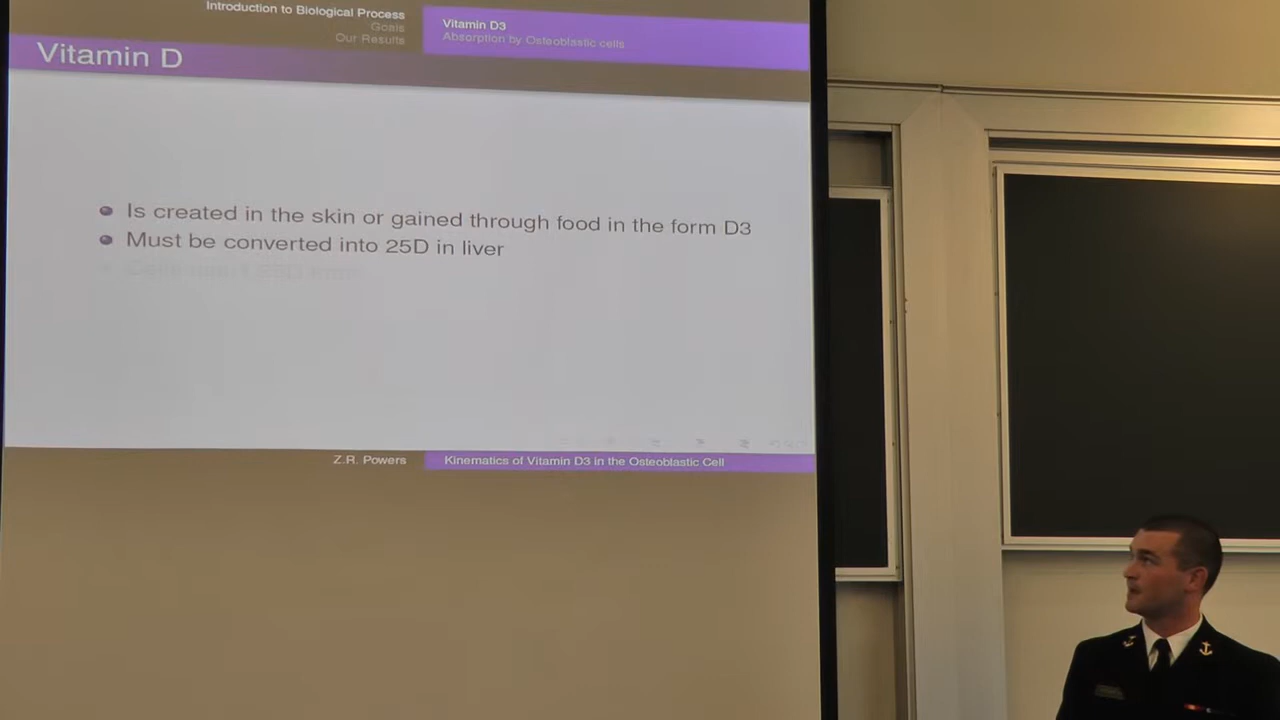 Introduction to Biological Process
Goals
Our Results
Vitamin D3
Absorption by Osteoblastic cells
Vitamin D
Is created in the skin or gained through food in the form D3
Must be converted into 25D in liver
Z.R. Powers
Kinematics of Vitamin D3 in the Osteoblastic Cell